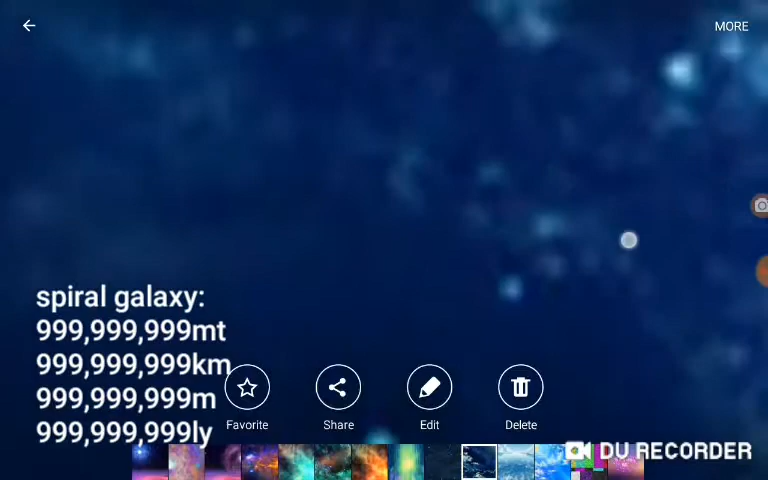 MORE
spiral galaxy:
999,999,999mt
999,999,999km
999,999,999m
999,999,999ly
Favorite
Share
Edit
Delete
DU RECORDER